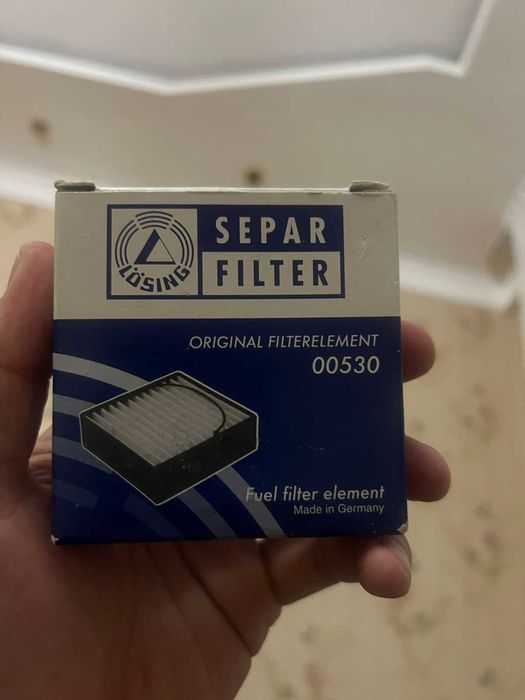 LÖSING
SEPAR
FILTER
ORIGINAL FILTERELEMENT
00530
Fuel filter element
Made in Germany